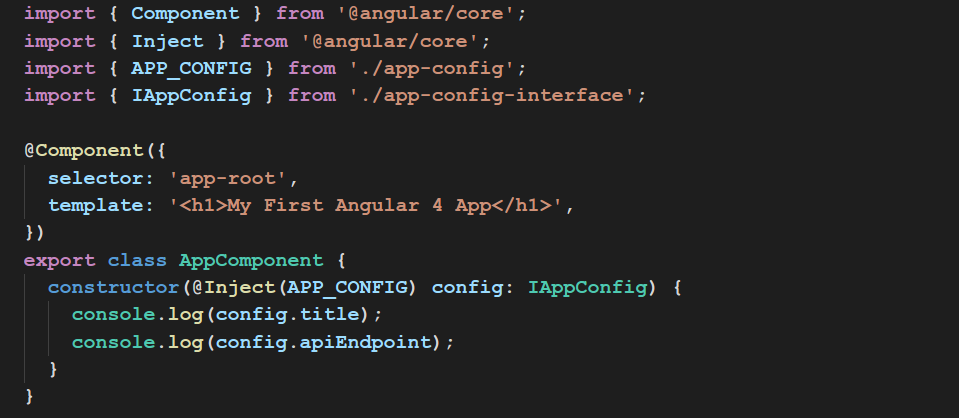 import { Component } from '@angular/core';
import { Inject } from '@angular/core';
import { APP_CONFIG } from './app-config';
import { IAppConfig } from './app-config-interface';

@Component({
  selector: 'app-root',
  template: '<h1>My First Angular 4 App</h1>',
})
export class AppComponent {
  constructor(@Inject(APP_CONFIG) config: IAppConfig) {
    console.log(config.title);
    console.log(config.apiEndpoint);
  }
}